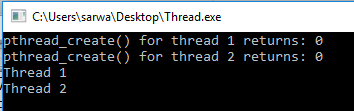 C:\Users\sarwa\Desktop\Thread.exe
pthread_create() for thread 1 returns: 0
pthread_create() for thread 2 returns: 0
Thread 1
Thread 2